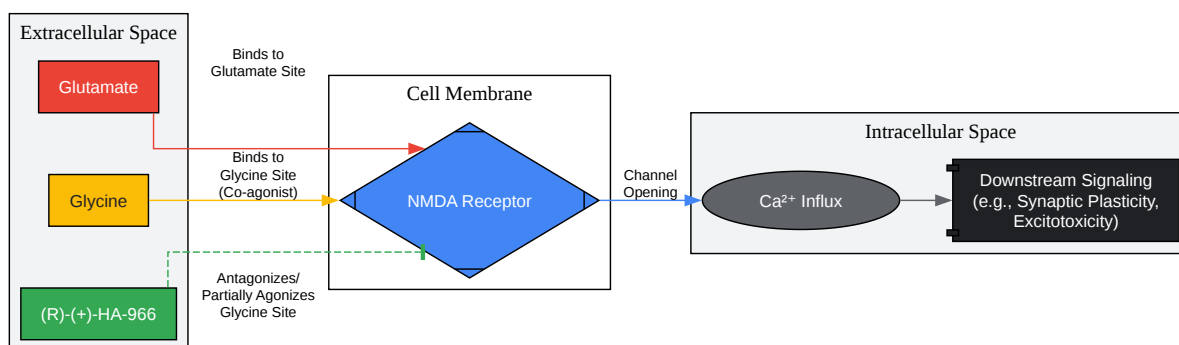 Extracellular Space
Glutamate
Glycine
(R)-(+)-HA-966
Binds to
Glutamate Site
Binds to
Glycine Site
(Co-agonist)
Antagonizes/
Partially Agonizes
Glycine Site
Cell Membrane
NMDA Receptor
Channel
Opening
Intracellular Space
Ca²⁺ Influx
Downstream Signaling
(e.g., Synaptic Plasticity,
Excitotoxicity)